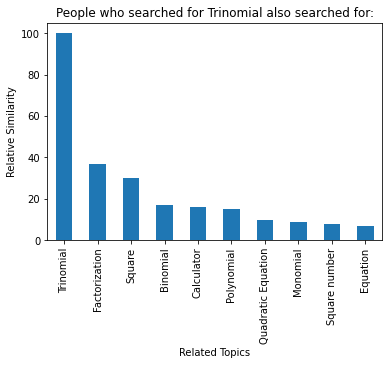 People who searched for Trinomial also searched for:
Relative Similarity
100
80
60
40
20
0
Trinomial
Factorization
Square
Binomial
Calculator
Polynomial
Quadratic Equation
Monomial
Square number
Equation
Related Topics